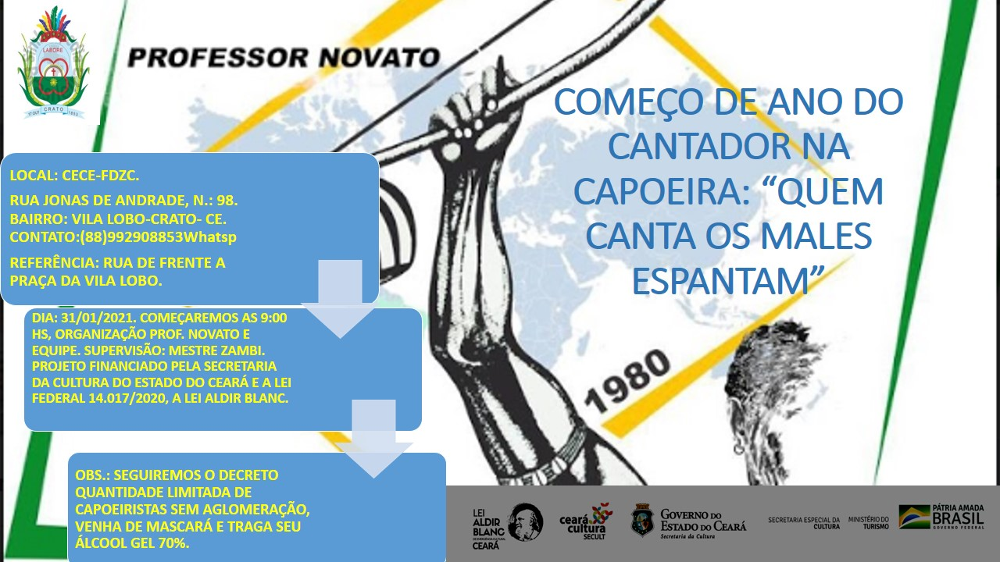 LABORE
17 OUT CRATO 1853
PROFESSOR NOVATO
COMEÇO DE ANO DO
CANTADOR NA
CAPOEIRA: “QUEM
CANTA OS MALES
ESPANTAM”
LOCAL: CECE-FDZC.
RUA JONAS DE ANDRADE, N.: 98.
BAIRRO: VILA LOBO-CRATO- CE.
CONTATO:(88)992908853Whatsp
REFERÊNCIA: RUA DE FRENTE A
PRAÇA DA VILA LOBO.
DIA: 31/01/2021. COMEÇAREMOS AS 9:00
HS, ORGANIZAÇÃO PROF. NOVATO E
EQUIPE. SUPERVISÃO: MESTRE ZAMBI.
PROJETO FINANCIADO PELA SECRETARIA
DA CULTURA DO ESTADO DO CEARÁ E A LEI
FEDERAL 14.017/2020, A LEI ALDIR BLANC.
1980
OBS.: SEGUIREMOS O DECRETO
QUANTIDADE LIMITADA DE
CAPOEIRISTAS SEM AGLOMERAÇÃO,
VENHA DE MASCARÁ E TRAGA SEU
ÁLCOOL GEL 70%.
LEI
ALDIR
BLANC
DE EMERGÊNCIA CULTURAL
CEARÁ
ceará
cultura
SECULT
GOVERNO DO
ESTADO DO CEARÁ
Secretaria da Cultura
SECRETARIA ESPECIAL DA
CULTURA
MINISTÉRIO DO
TURISMO
PÁTRIA AMADA
BRASIL
GOVERNO FEDERAL